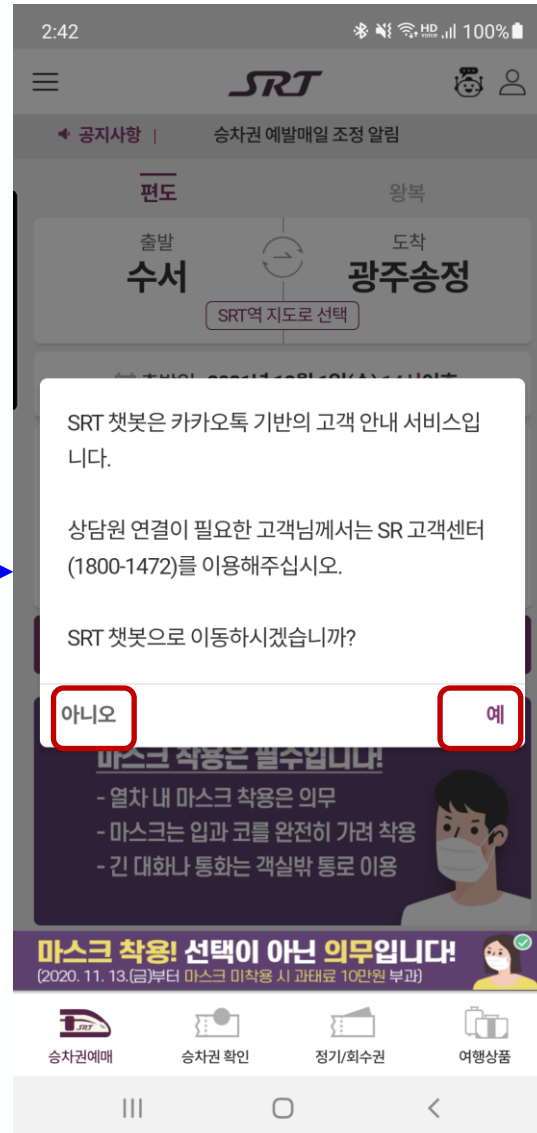 2:42 HD VOICE 100%
SRT
공지사항 | 승차권 예발매일 조정 알림
편도 왕복
출발 도착
수서 광주송정
SRT역 지도로 선택
SRT 챗봇은 카카오톡 기반의 고객 안내 서비스입
니다.
상담원 연결이 필요한 고객님께서는 SR 고객센터
(1800-1472)를 이용해주십시오.
SRT 챗봇으로 이동하시겠습니까?
아니오 예
마스크 착용은 필수입니다!
- 열차 내 마스크 착용은 의무
- 마스크는 입과 코를 완전히 가려 착용
- 긴 대화나 통화는 객실밖 통로 이용
마스크 착용! 선택이 아닌 의무입니다!
(2020. 11. 13.(금)부터 마스크 미착용 시 과태료 10만원 부과)
SRT
승차권예매 승차권 확인 정기/회수권 여행상품